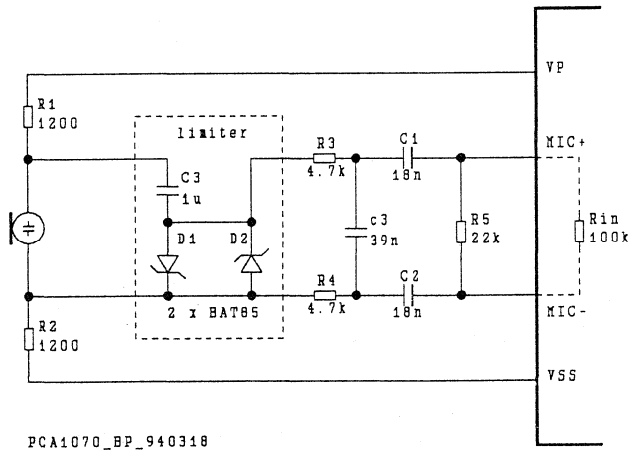 VP
R1
1200
limiter
R3
4.7k
C1
18n
MIC+
C3
1u
D1
D2
c3
39n
R5
22k
Rin
100k
R4
4.7k
C2
18n
2 x BAT85
MIC-
R2
1200
VSS
PCA1070_BP_940318